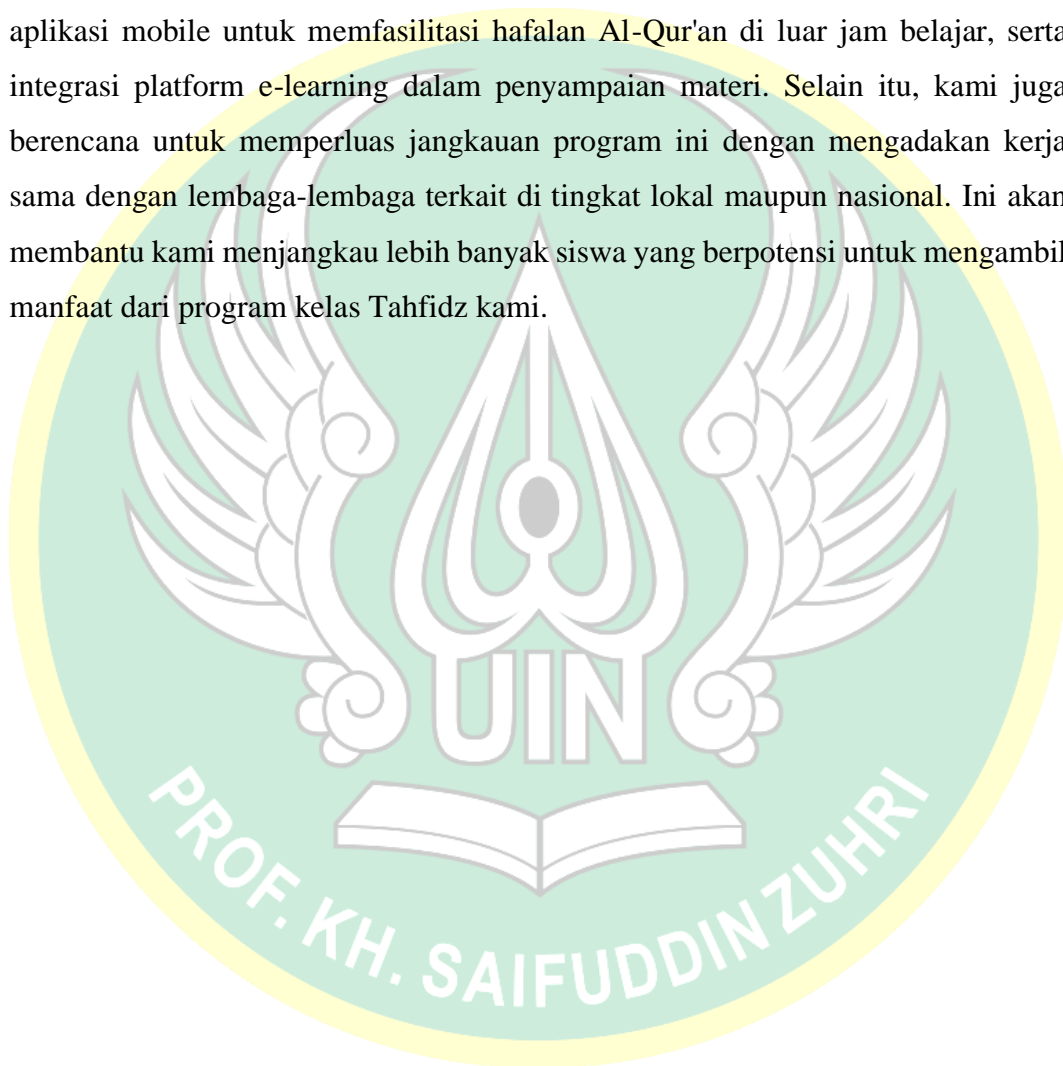 aplikasi mobile untuk memfasilitasi hafalan Al-Qur'an di luar jam belajar, serta
integrasi platform e-learning dalam penyampaian materi. Selain itu, kami juga
berencana untuk memperluas jangkauan program ini dengan mengadakan kerja
sama dengan lembaga-lembaga terkait di tingkat lokal maupun nasional. Ini akan
membantu kami menjangkau lebih banyak siswa yang berpotensi untuk mengambil
manfaat dari program kelas Tahfidz kami.
UIN
PROF. KH. SAIFUDDIN ZUHRI